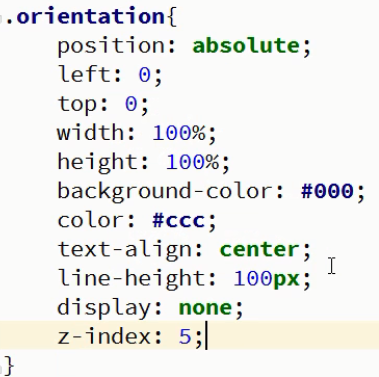 .orientation{
position: absolute;
left: 0;
top: 0;
width: 100%;
height: 100%;
background-color: #000;
color: #ccc;
text-align: center;
line-height: 100px;
display: none;
z-index: 5;
}